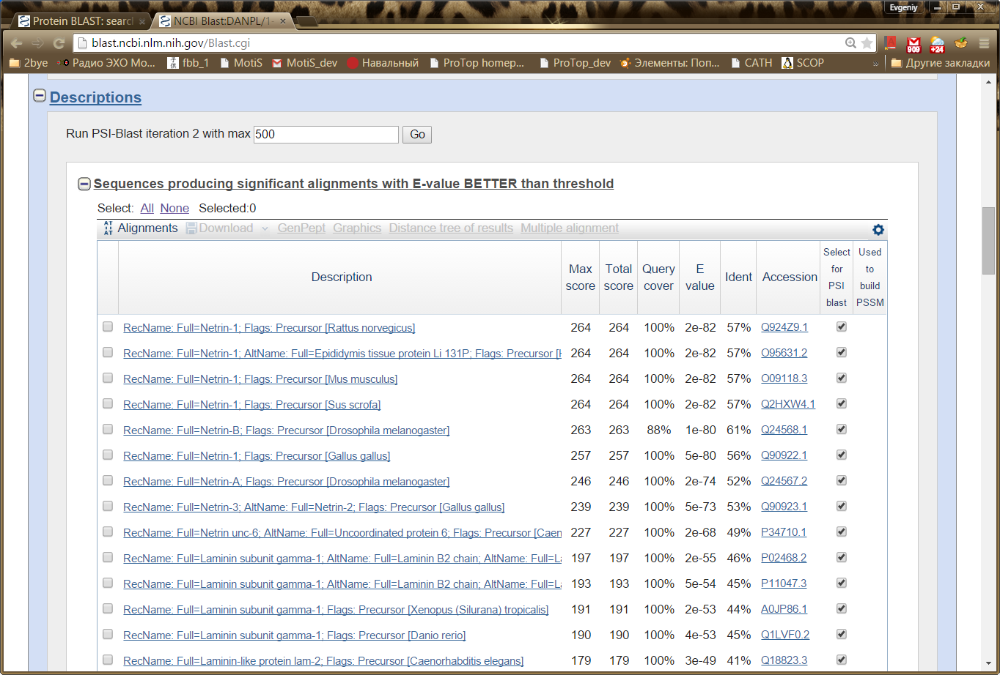 Evgeniy
Protein BLAST: searc
NCBI Blast:DANPL/1-
blast.ncbi.nlm.nih.gov/Blast.cgi
909
+24
2bye
Радио ЭХО Мо...
fbb_1
MotiS
MotiS_dev
Навальный
ProTop homep...
ProTop_dev
Элементы: Поп...
CATH
SCOP
»
Другие закладки
Descriptions
Run PSI-Blast iteration 2 with max 500 Go
Sequences producing significant alignments with E-value BETTER than threshold
Select: All None Selected:0
Alignments Download GenPept Graphics Distance tree of results Multiple alignment
Description Max score Total score Query cover E value Ident Accession Select for PSI blast Used to build PSSM
RecName: Full=Netrin-1; Flags: Precursor [Rattus norvegicus] 264 264 100% 2e-82 57% Q924Z9.1
RecName: Full=Netrin-1; AltName: Full=Epididymis tissue protein Li 131P; Flags: Precursor [H 264 264 100% 2e-82 57% O95631.2
RecName: Full=Netrin-1; Flags: Precursor [Mus musculus] 264 264 100% 2e-82 57% O09118.3
RecName: Full=Netrin-1; Flags: Precursor [Sus scrofa] 264 264 100% 2e-82 57% Q2HXW4.1
RecName: Full=Netrin-B; Flags: Precursor [Drosophila melanogaster] 263 263 88% 1e-80 61% Q24568.1
RecName: Full=Netrin-1; Flags: Precursor [Gallus gallus] 257 257 100% 5e-80 56% Q90922.1
RecName: Full=Netrin-A; Flags: Precursor [Drosophila melanogaster] 246 246 100% 2e-74 52% Q24567.2
RecName: Full=Netrin-3; AltName: Full=Netrin-2; Flags: Precursor [Gallus gallus] 239 239 100% 5e-73 53% Q90923.1
RecName: Full=Netrin unc-6; AltName: Full=Uncoordinated protein 6; Flags: Precursor [Caen 227 227 100% 2e-68 49% P34710.1
RecName: Full=Laminin subunit gamma-1; AltName: Full=Laminin B2 chain; AltName: Full=La 197 197 100% 2e-55 46% P02468.2
RecName: Full=Laminin subunit gamma-1; AltName: Full=Laminin B2 chain; AltName: Full=La 193 193 100% 5e-54 45% P11047.3
RecName: Full=Laminin subunit gamma-1; Flags: Precursor [Xenopus (Silurana) tropicalis] 191 191 100% 2e-53 44% A0JP86.1
RecName: Full=Laminin subunit gamma-1; Flags: Precursor [Danio rerio] 190 190 100% 4e-53 45% Q1LVF0.2
RecName: Full=Laminin-like protein lam-2; Flags: Precursor [Caenorhabditis elegans] 179 179 100% 3e-49 41% Q18823.3